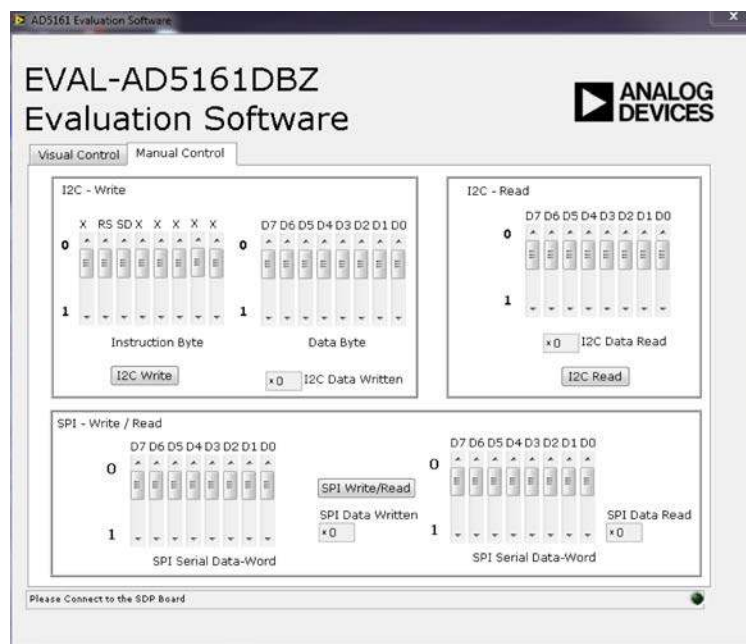 AD5161 Evaluation Software
X
EVAL-AD5161DBZ
Evaluation Software
ANALOG
DEVICES
Visual Control Manual Control
I2C - Write
X RS SD X X X X X
D7 D6 D5 D4 D3 D2 D1 D0
0 0
1 1
Instruction Byte Data Byte
I2C Write
×0 I2C Data Written
I2C - Read
D7 D6 D5 D4 D3 D2 D1 D0
0
1
×0 I2C Data Read
I2C Read
SPI - Write / Read
D7 D6 D5 D4 D3 D2 D1 D0
0
1
SPI Serial Data-Word
SPI Write/Read
SPI Data Written
×0
D7 D6 D5 D4 D3 D2 D1 D0
0
1
SPI Serial Data-Word
SPI Data Read
×0
Please Connect to the SDP Board